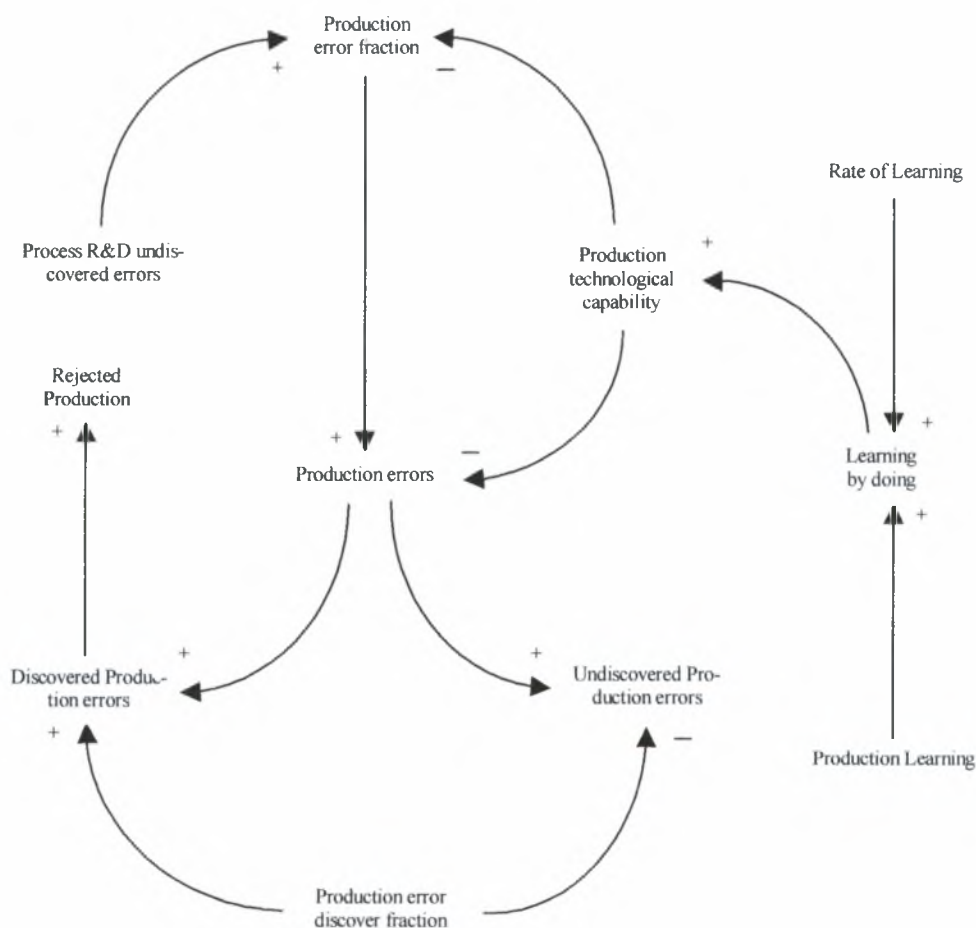 Production
error fraction
+
—
Rate of Learning
Process R&D undis-
covered errors
Production
technological
capability
+
Rejected
Production
+
+
—
Production errors
+
Learning
by doing
+
Discovered Produc-
tion errors
+
+
+
Undiscovered Pro-
duction errors
—
Production Learning
Production error
discover fraction